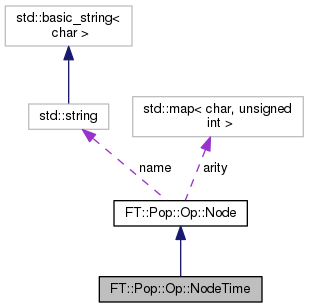 std::basic_string<
char >
std::string
std::map< char, unsigned
int >
name
arity
FT::Pop::Op::Node
FT::Pop::Op::NodeTime